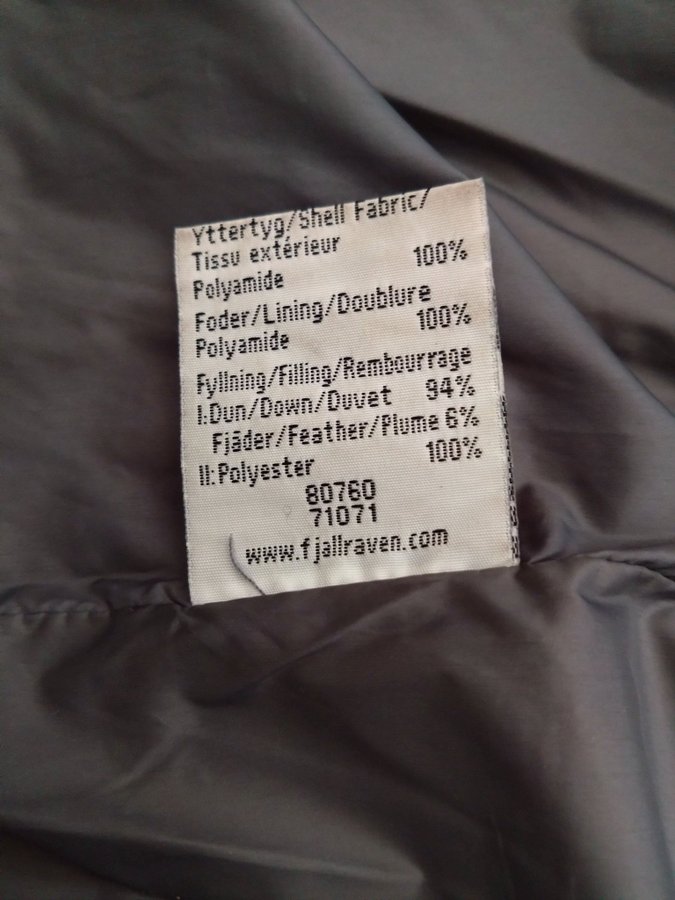 Yttertyg/Shell Fabric/
Tissu extérieur
Polyamide 100%
Foder/Lining/Doublure
Polyamide 100%
Fyllning/Filling/Rembourrage
I:Dun/Down/Duvet 94%
Fjäder/Feather/Plume 6%
II:Polyester 100%
80760
71071
www.fjallraven.com